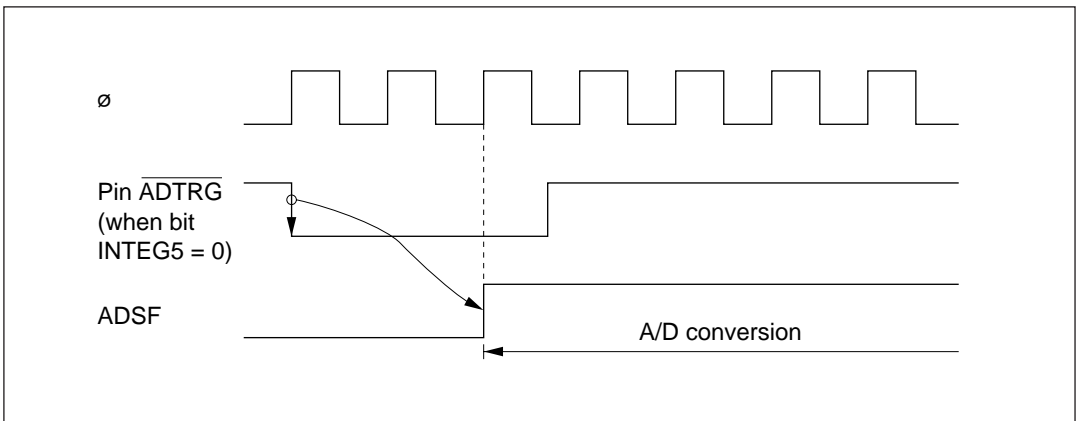 ø
Pin ADTRG
(when bit
INTEG5 = 0)
ADSF
A/D conversion